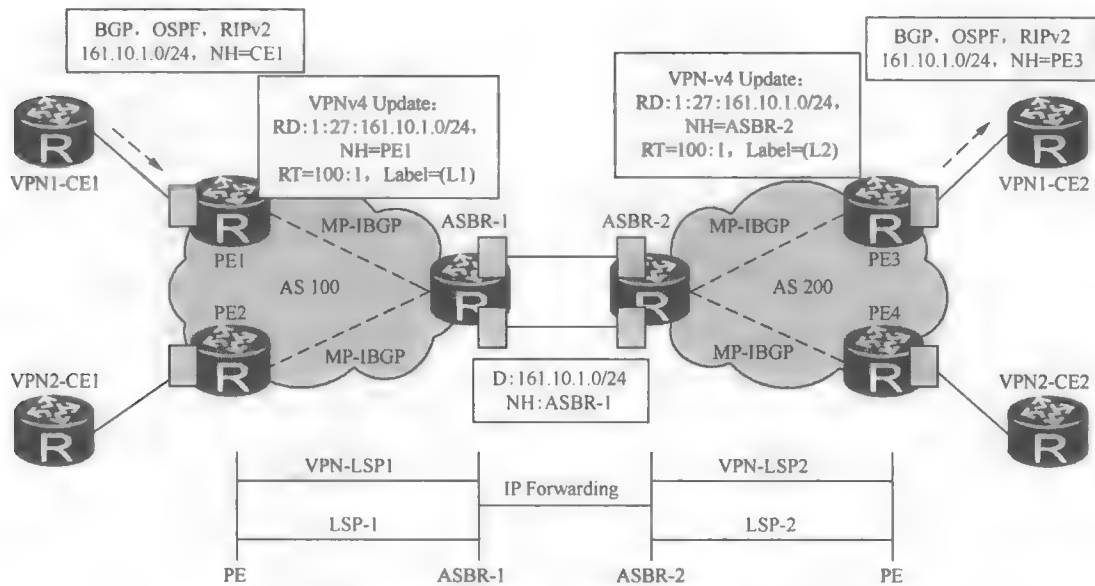 BGP，OSPF，RIPv2
161.10.1.0/24，NH=CE1
BGP，OSPF，RIPv2
161.10.1.0/24，NH=PE3
VPNv4 Update：
RD:1:27:161.10.1.0/24，
NH=PE1
RT=100:1，Label=(L1)
VPN-v4 Update：
RD:1:27:161.10.1.0/24，
NH=ASBR-2
RT=100:1，Label=(L2)
R
VPN1-CE1
R
VPN1-CE2
R
PE1
MP-IBGP
ASBR-1
ASBR-2
MP-IBGP
R
PE3
AS 100
R
R
AS 200
PE2
R
MP-IBGP
MP-IBGP
PE4
R
VPN2-CE1
R
D:161.10.1.0/24
NH:ASBR-1
VPN2-CE2
R
VPN-LSP1
IP Forwarding
VPN-LSP2
LSP-1
LSP-2
PE
ASBR-1
ASBR-2
PE